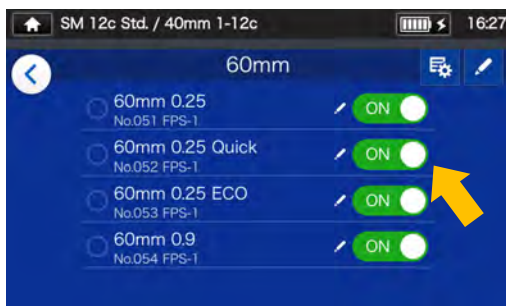 SM 12c Std. / 40mm 1-12c 16:27
60mm
60mm 0.25
No.051 FPS-1
ON
60mm 0.25 Quick
No.052 FPS-1
ON
60mm 0.25 ECO
No.053 FPS-1
ON
60mm 0.9
No.054 FPS-1
ON